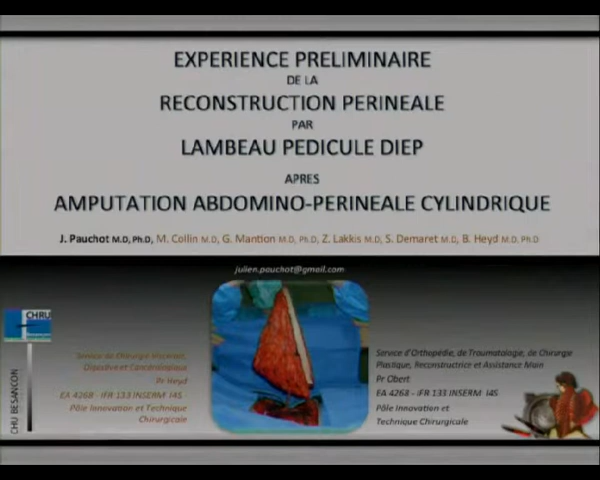 EXPERIENCE PRELIMINAIRE
DE LA
RECONSTRUCTION PERINEALE
PAR
LAMBEAU PEDICULE DIEP
APRES
AMPUTATION ABDOMINO-PERINEALE CYLINDRIQUE
J. Pauchot M.D, Ph.D, M. Collin M.D, G. Mantion M.D, Ph.D, Z. Lakkis M.D, S. Demaret M.D, B. Heyd M.D, Ph.D
julien.pauchot@gmail.com
CHRU
CHU BESANCON
Service de Chirurgie Viscérale,
Digestive et Cancérologique
Pr Heyd
EA 4268 - IFR 133 INSERM I4S -
Pôle Innovation et Technique
Chirurgicale
Service d'Orthopédie, de Traumatologie, de Chirurgie
Plastique, Reconstructrice et Assistance Main
Pr Obert
EA 4268 - IFR 133 INSERM I4S
Pôle Innovation et
Technique Chirurgicale